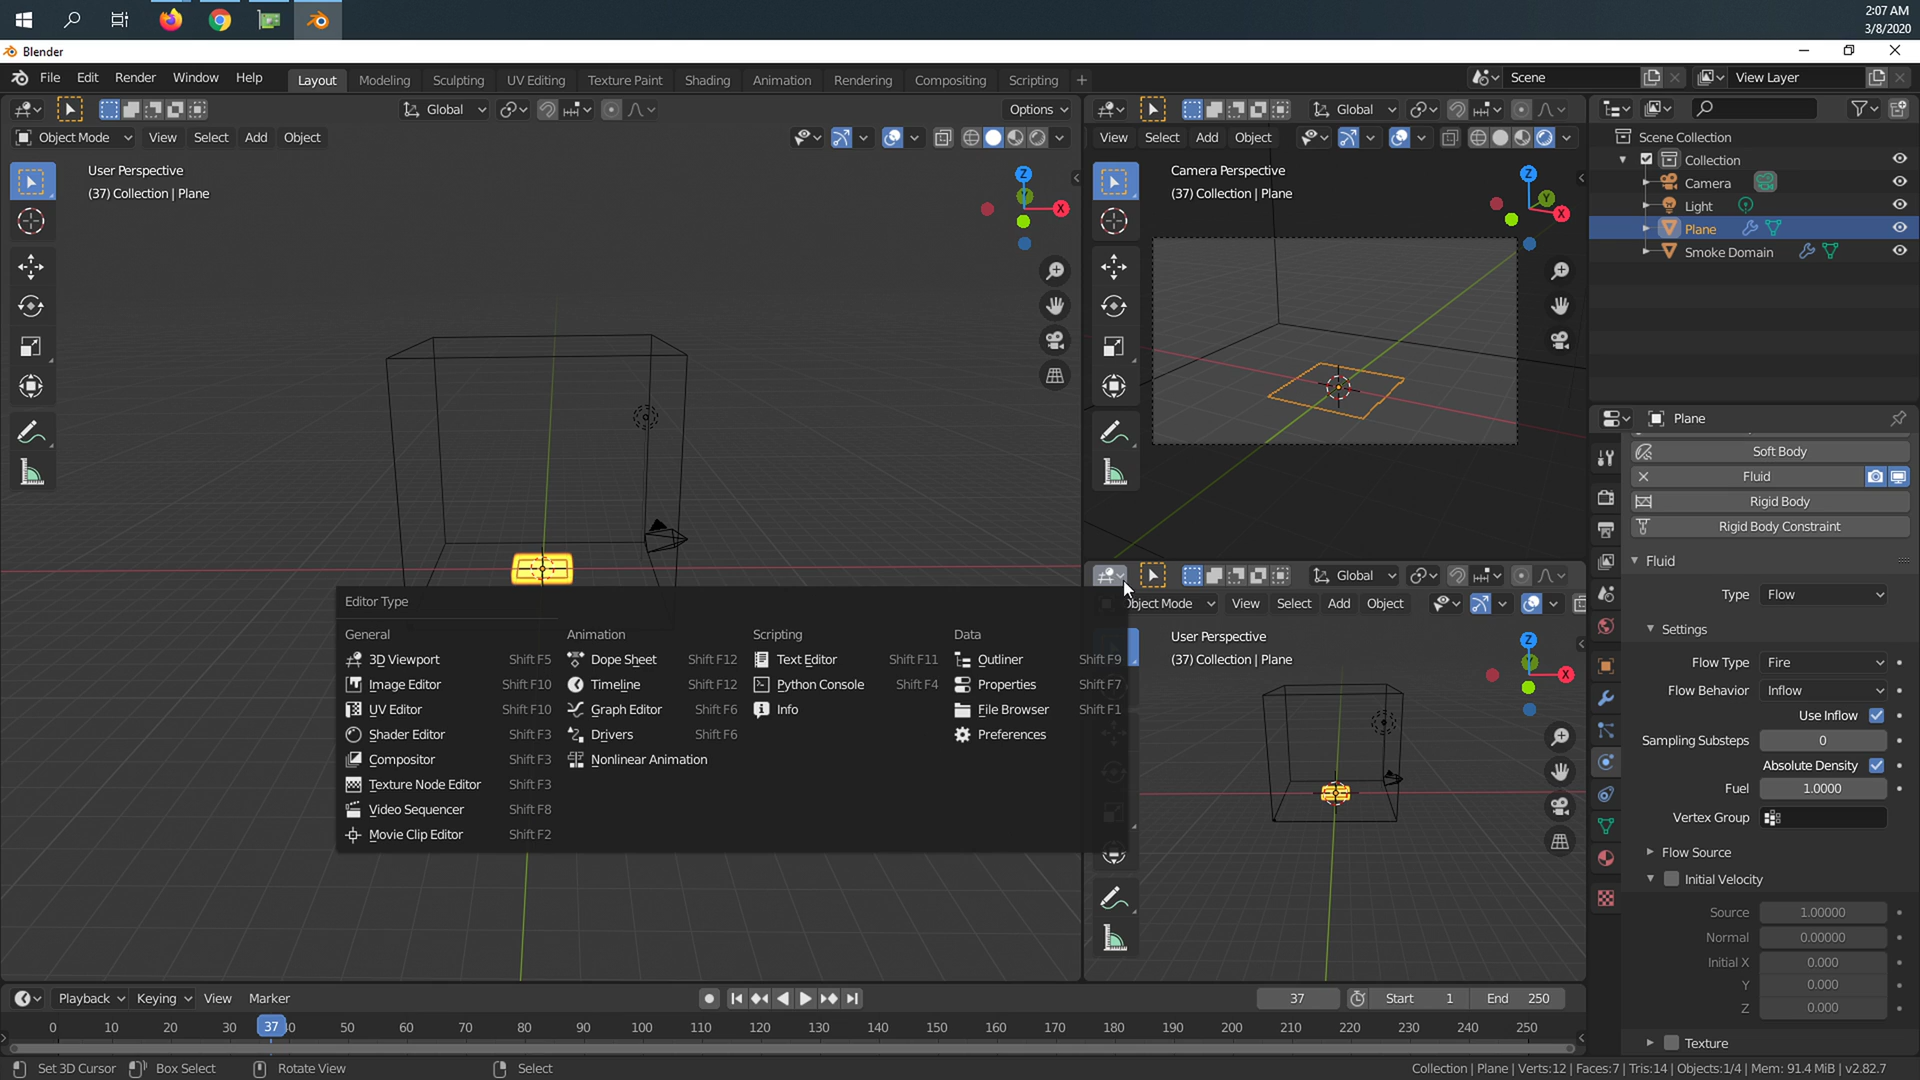 2:07 AM
3/8/2020
Blender
File Edit Render Window Help
Layout Modeling Sculpting UV Editing Texture Paint Shading Animation Rendering Compositing Scripting
Scene
View Layer
Global
Options
Object Mode View Select Add Object
User Perspective
(37) Collection | Plane
Z
Y
X
Global
View Select Add Object
Camera Perspective
(37) Collection | Plane
Z
Y
X
Scene Collection
Collection
Camera
Light
Plane
Smoke Domain
Plane
Soft Body
Fluid
Rigid Body
Rigid Body Constraint
Fluid
Type Flow
Settings
Flow Type Fire
Flow Behavior Inflow
Use Inflow
Sampling Substeps 0
Absolute Density
Fuel 1.0000
Vertex Group
Flow Source
Initial Velocity
Source 1.00000
Normal 0.00000
Initial X 0.000
Y 0.000
Z 0.000
Texture
Global
Object Mode View Select Add Object
User Perspective
(37) Collection | Plane
Z
Y
X
Editor Type
General Animation Scripting Data
3D Viewport Shift F5 Dope Sheet Shift F12 Text Editor Shift F11 Outliner Shift F9
Image Editor Shift F10 Timeline Shift F12 Python Console Shift F4 Properties Shift F7
UV Editor Shift F10 Graph Editor Shift F6 Info File Browser Shift F1
Shader Editor Shift F3 Drivers Shift F6 Preferences
Compositor Shift F3 Nonlinear Animation
Texture Node Editor Shift F3
Video Sequencer Shift F8
Movie Clip Editor Shift F2
Playback Keying View Marker
37 Start 1 End 250
0 10 20 30 37 50 60 70 80 90 100 110 120 130 140 150 160 170 180 190 200 210 220 230 240 250
Set 3D Cursor Box Select Rotate View Select
Collection | Plane | Verts:12 | Faces:7 | Tris:14 | Objects:1/4 | Mem: 91.4 MiB | v2.82.7